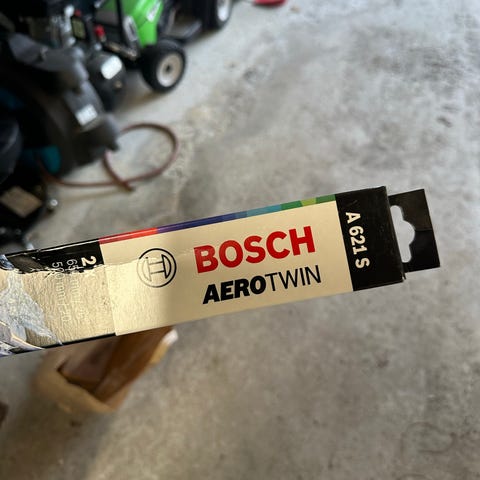 BOSCH
AEROTWIN
A 621 S
2